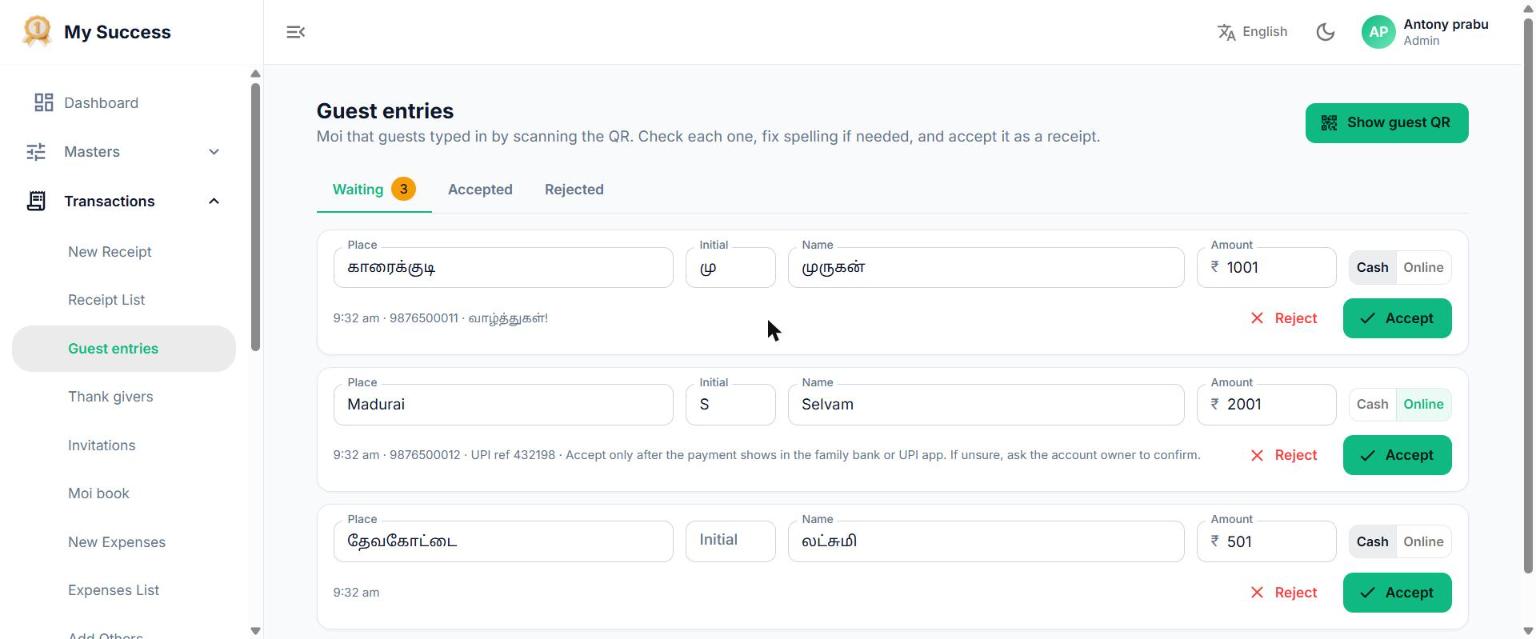 My Success
English
AP
Antony prabu
Admin
Dashboard
Masters
Transactions
New Receipt
Receipt List
Guest entries
Thank givers
Invitations
Moi book
New Expenses
Expenses List
Add Others
Guest entries
Moi that guests typed in by scanning the QR. Check each one, fix spelling if needed, and accept it as a receipt.
Show guest QR
Waiting 3 Accepted Rejected
Place Initial Name Amount
காரைக்குடி மு முருகன் ₹ 1001 Cash Online
9:32 am · 9876500011 · வாழ்த்துகள்! Reject Accept
Place Initial Name Amount
Madurai S Selvam ₹ 2001 Cash Online
9:32 am · 9876500012 · UPI ref 432198 · Accept only after the payment shows in the family bank or UPI app. If unsure, ask the account owner to confirm. Reject Accept
Place Name Amount
தேவகோட்டை Initial லட்சுமி ₹ 501 Cash Online
9:32 am Reject Accept